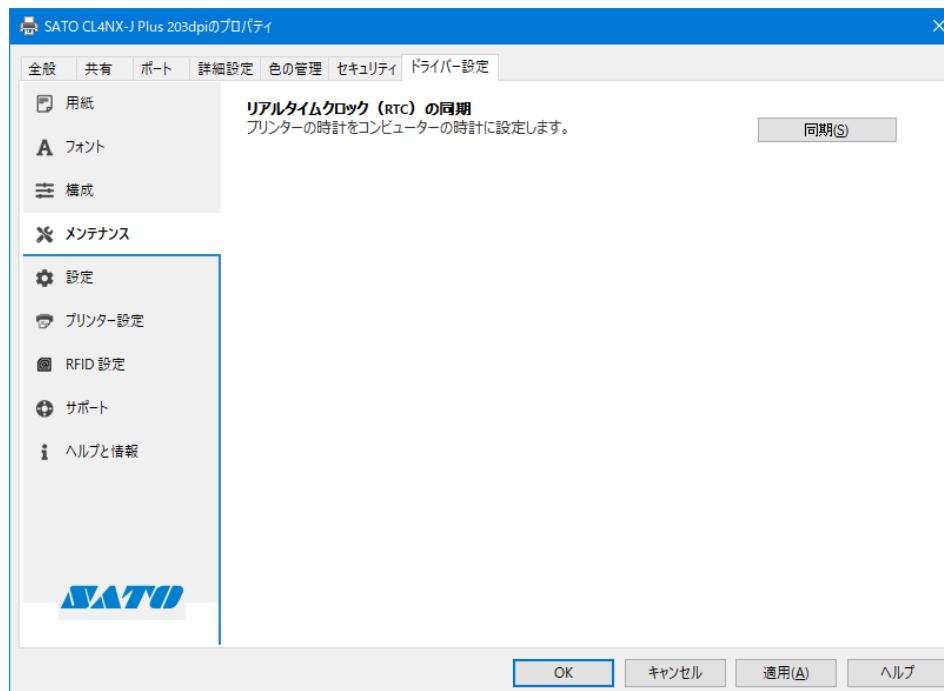 SATO CL4NX-J Plus 203dpiのプロパティ
全般 共有 ポート 詳細設定 色の管理 セキュリティ ドライバー設定
用紙
フォント
構成
メンテナンス
設定
プリンター設定
RFID 設定
サポート
ヘルプと情報
SATO
リアルタイムクロック（RTC）の同期
プリンターの時計をコンピューターの時計に設定します。
同期(S)
OK キャンセル 適用(A) ヘルプ